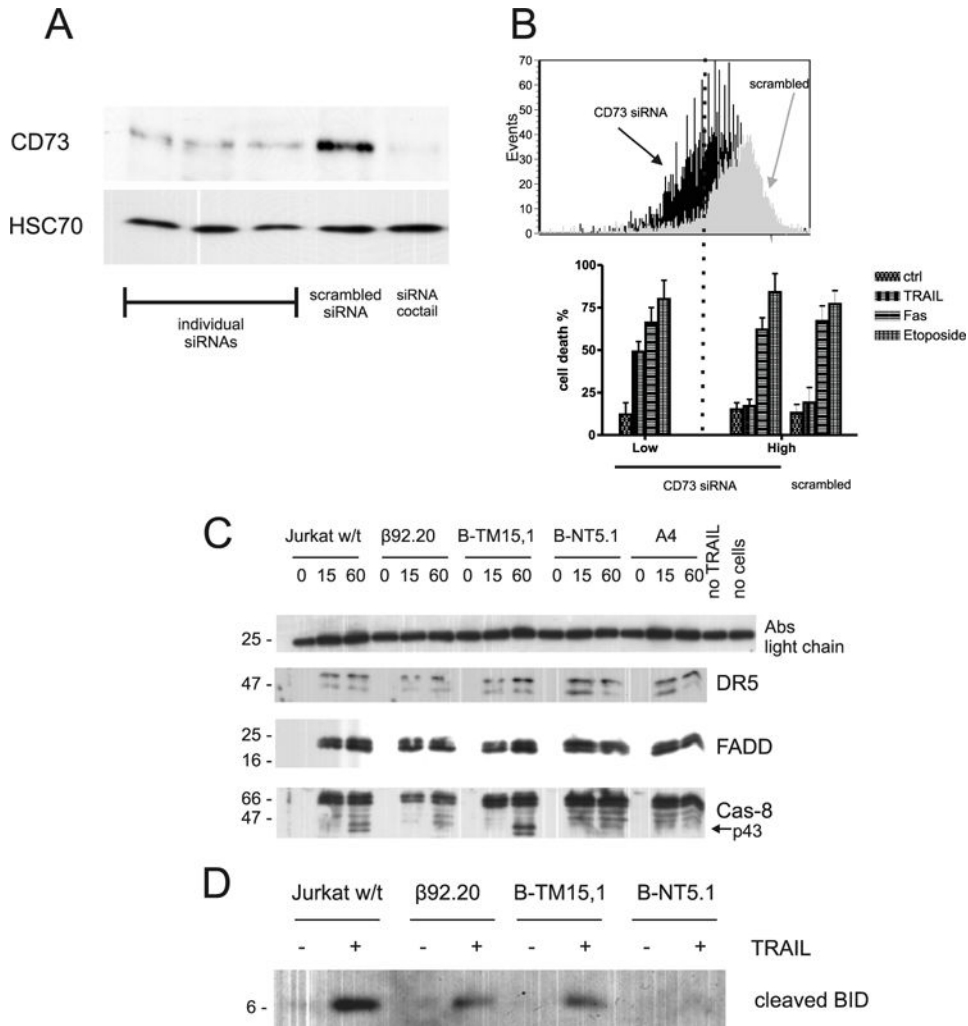 A
CD73
HSC70
individual
siRNAs
scrambled
siRNA
siRNA
coctail
B
70
60
50
40
30
20
10
0
Events
CD73 siRNA
scrambled
100
75
50
25
0
cell death %
ctrl
TRAIL
Fas
Etoposide
Low High
CD73 siRNA scrambled
C
Jurkat w/t β92.20 B-TM15,1 B-NT5.1 A4 no TRAIL no cells
0 15 60 0 15 60 0 15 60 0 15 60 0 15 60
25 - Abs
light chain
47 - DR5
25 - FADD
16 -
66 - Cas-8
47 - p43
D
Jurkat w/t β92.20 B-TM15,1 B-NT5.1
- + - + - + - + TRAIL
6 - cleaved BID